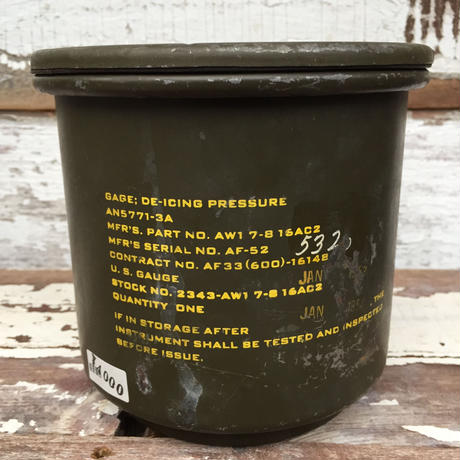 GAGE; DE-ICING PRESSURE
AN5771-3A
MFR'S. PART NO. AW1 7-8 16AC2
MFR'S SERIAL NO. AF-52 532
CONTRACT NO. AF33(600)-16148
U.S. GAUGE JAN
STOCK NO. 2343-AW1 7-8 16AC2
QUANTITY ONE JAN
IF IN STORAGE AFTER THE
INSTRUMENT SHALL BE TESTED AND INSPECTED
BEFORE ISSUE.